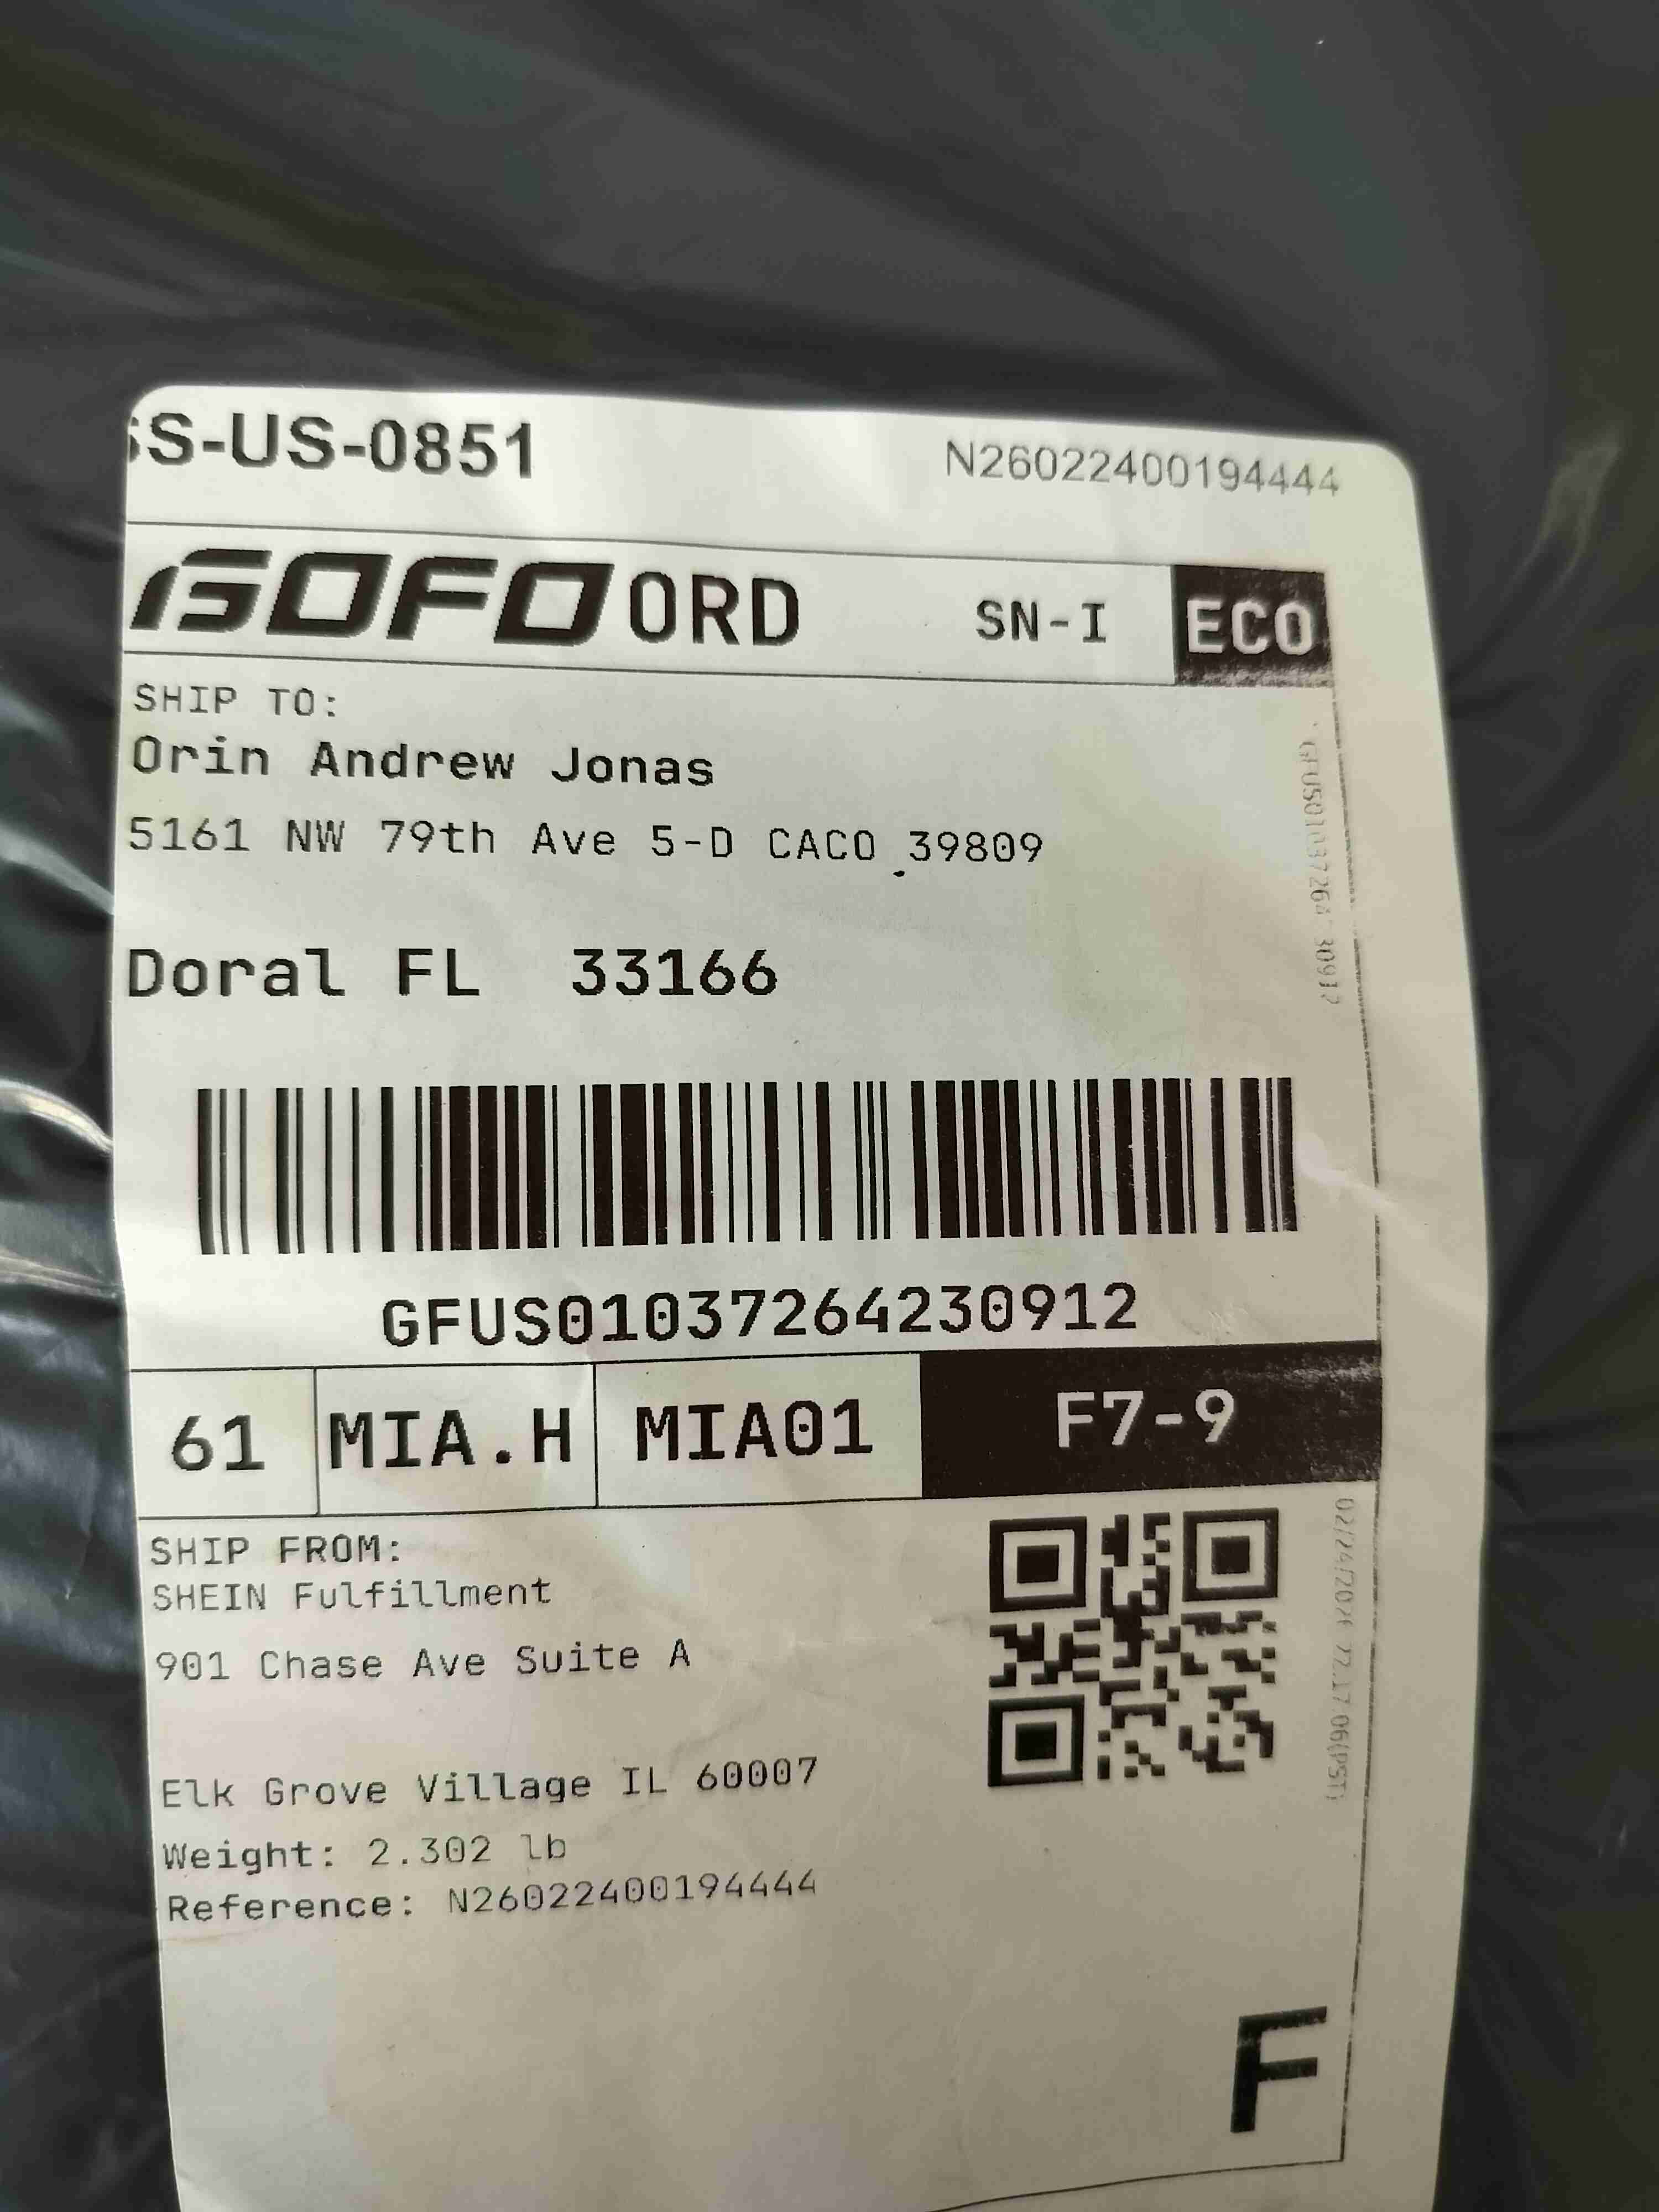 SS-US-0851 N26022400194444
GOFO ORD SN-I ECO
SHIP TO:
Orin Andrew Jonas
5161 NW 79th Ave 5-D CACO 39809
Doral FL 33166
GFUS01037264230912
61 MIA.H MIA01 F7-9
SHIP FROM:
SHEIN Fulfillment
901 Chase Ave Suite A
Elk Grove Village IL 60007
Weight: 2.302 lb
Reference: N26022400194444
F